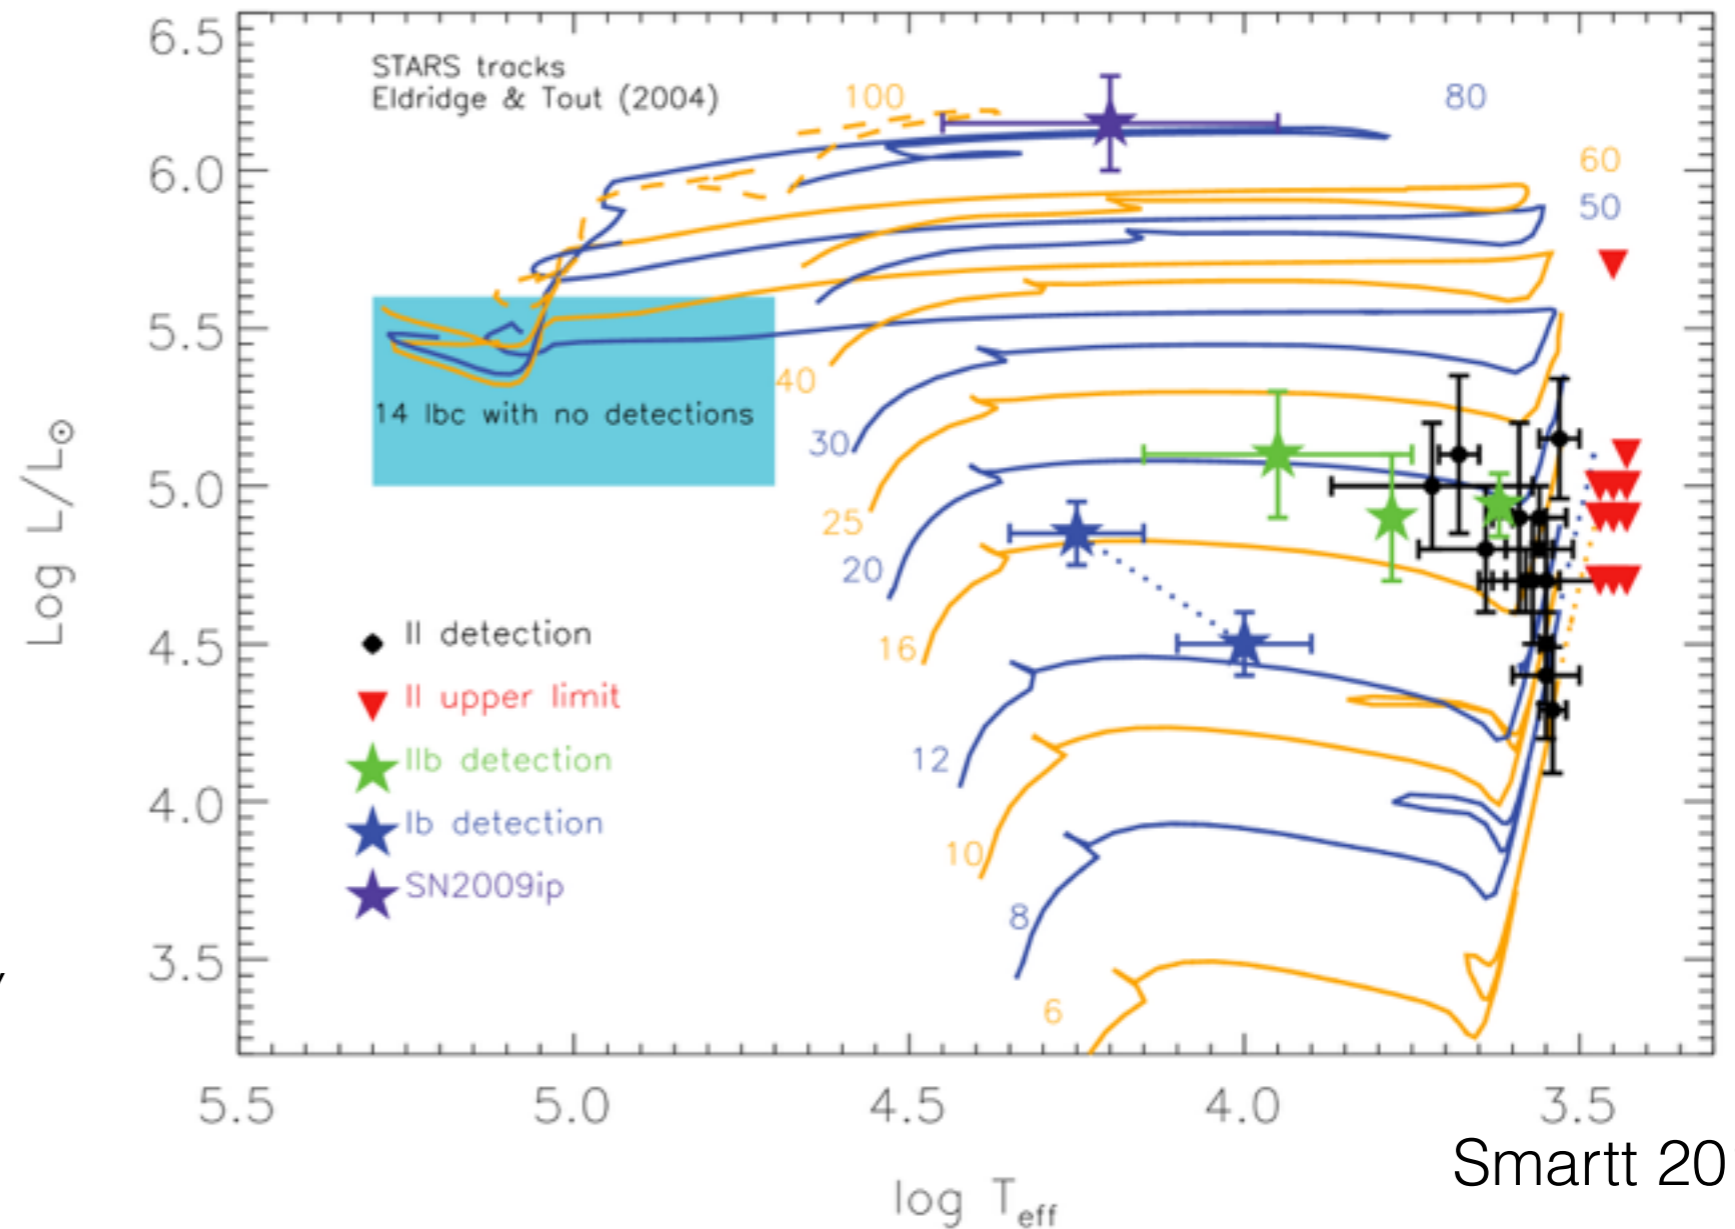 6.5
STARS tracks
Eldridge & Tout (2004)
100
80
6.0
60
50
5.5
14 Ibc with no detections
40
30
5.0
25
20
Log L/L⊙
II detection
4.5
16
II upper limit
IIb detection
12
4.0
Ib detection
10
SN2009ip
8
3.5
6
5.5 5.0 4.5 4.0 3.5
Smartt 20
log Teff